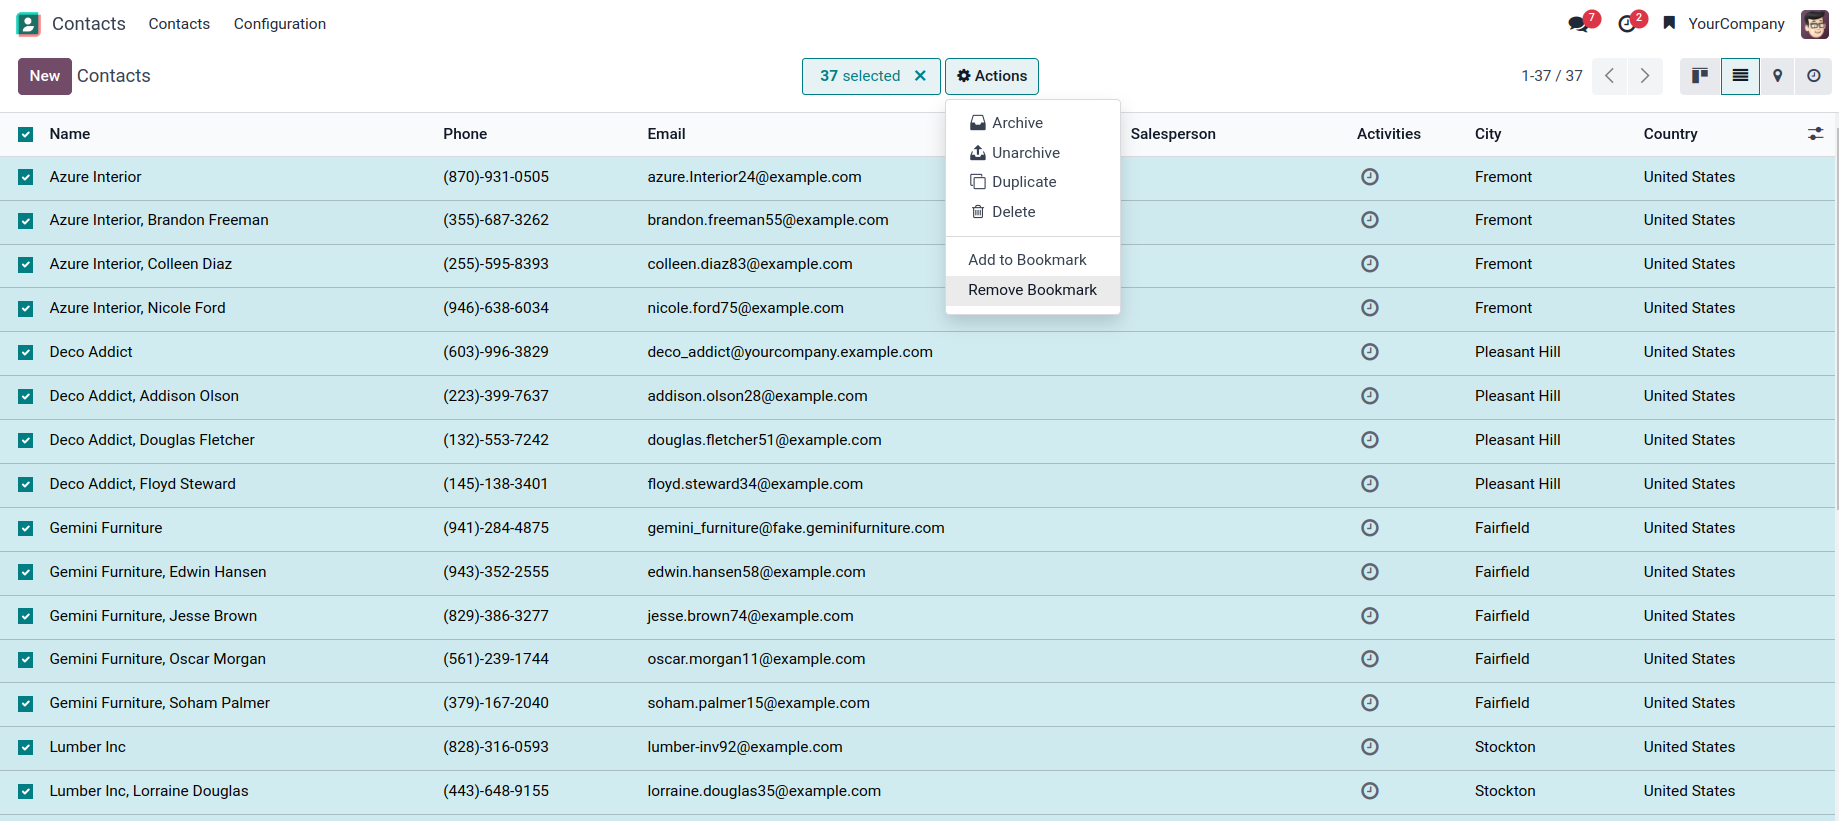 Contacts Contacts Configuration 7 2 YourCompany
New Contacts 37 selected × Actions 1-37 / 37
Archive
Unarchive
Duplicate
Delete
Add to Bookmark
Remove Bookmark
Name Phone Email Salesperson Activities City Country
Azure Interior (870)-931-0505 azure.Interior24@example.com Fremont United States
Azure Interior, Brandon Freeman (355)-687-3262 brandon.freeman55@example.com Fremont United States
Azure Interior, Colleen Diaz (255)-595-8393 colleen.diaz83@example.com Fremont United States
Azure Interior, Nicole Ford (946)-638-6034 nicole.ford75@example.com Fremont United States
Deco Addict (603)-996-3829 deco_addict@yourcompany.example.com Pleasant Hill United States
Deco Addict, Addison Olson (223)-399-7637 addison.olson28@example.com Pleasant Hill United States
Deco Addict, Douglas Fletcher (132)-553-7242 douglas.fletcher51@example.com Pleasant Hill United States
Deco Addict, Floyd Steward (145)-138-3401 floyd.steward34@example.com Pleasant Hill United States
Gemini Furniture (941)-284-4875 gemini_furniture@fake.geminifurniture.com Fairfield United States
Gemini Furniture, Edwin Hansen (943)-352-2555 edwin.hansen58@example.com Fairfield United States
Gemini Furniture, Jesse Brown (829)-386-3277 jesse.brown74@example.com Fairfield United States
Gemini Furniture, Oscar Morgan (561)-239-1744 oscar.morgan11@example.com Fairfield United States
Gemini Furniture, Soham Palmer (379)-167-2040 soham.palmer15@example.com Fairfield United States
Lumber Inc (828)-316-0593 lumber-inv92@example.com Stockton United States
Lumber Inc, Lorraine Douglas (443)-648-9155 lorraine.douglas35@example.com Stockton United States